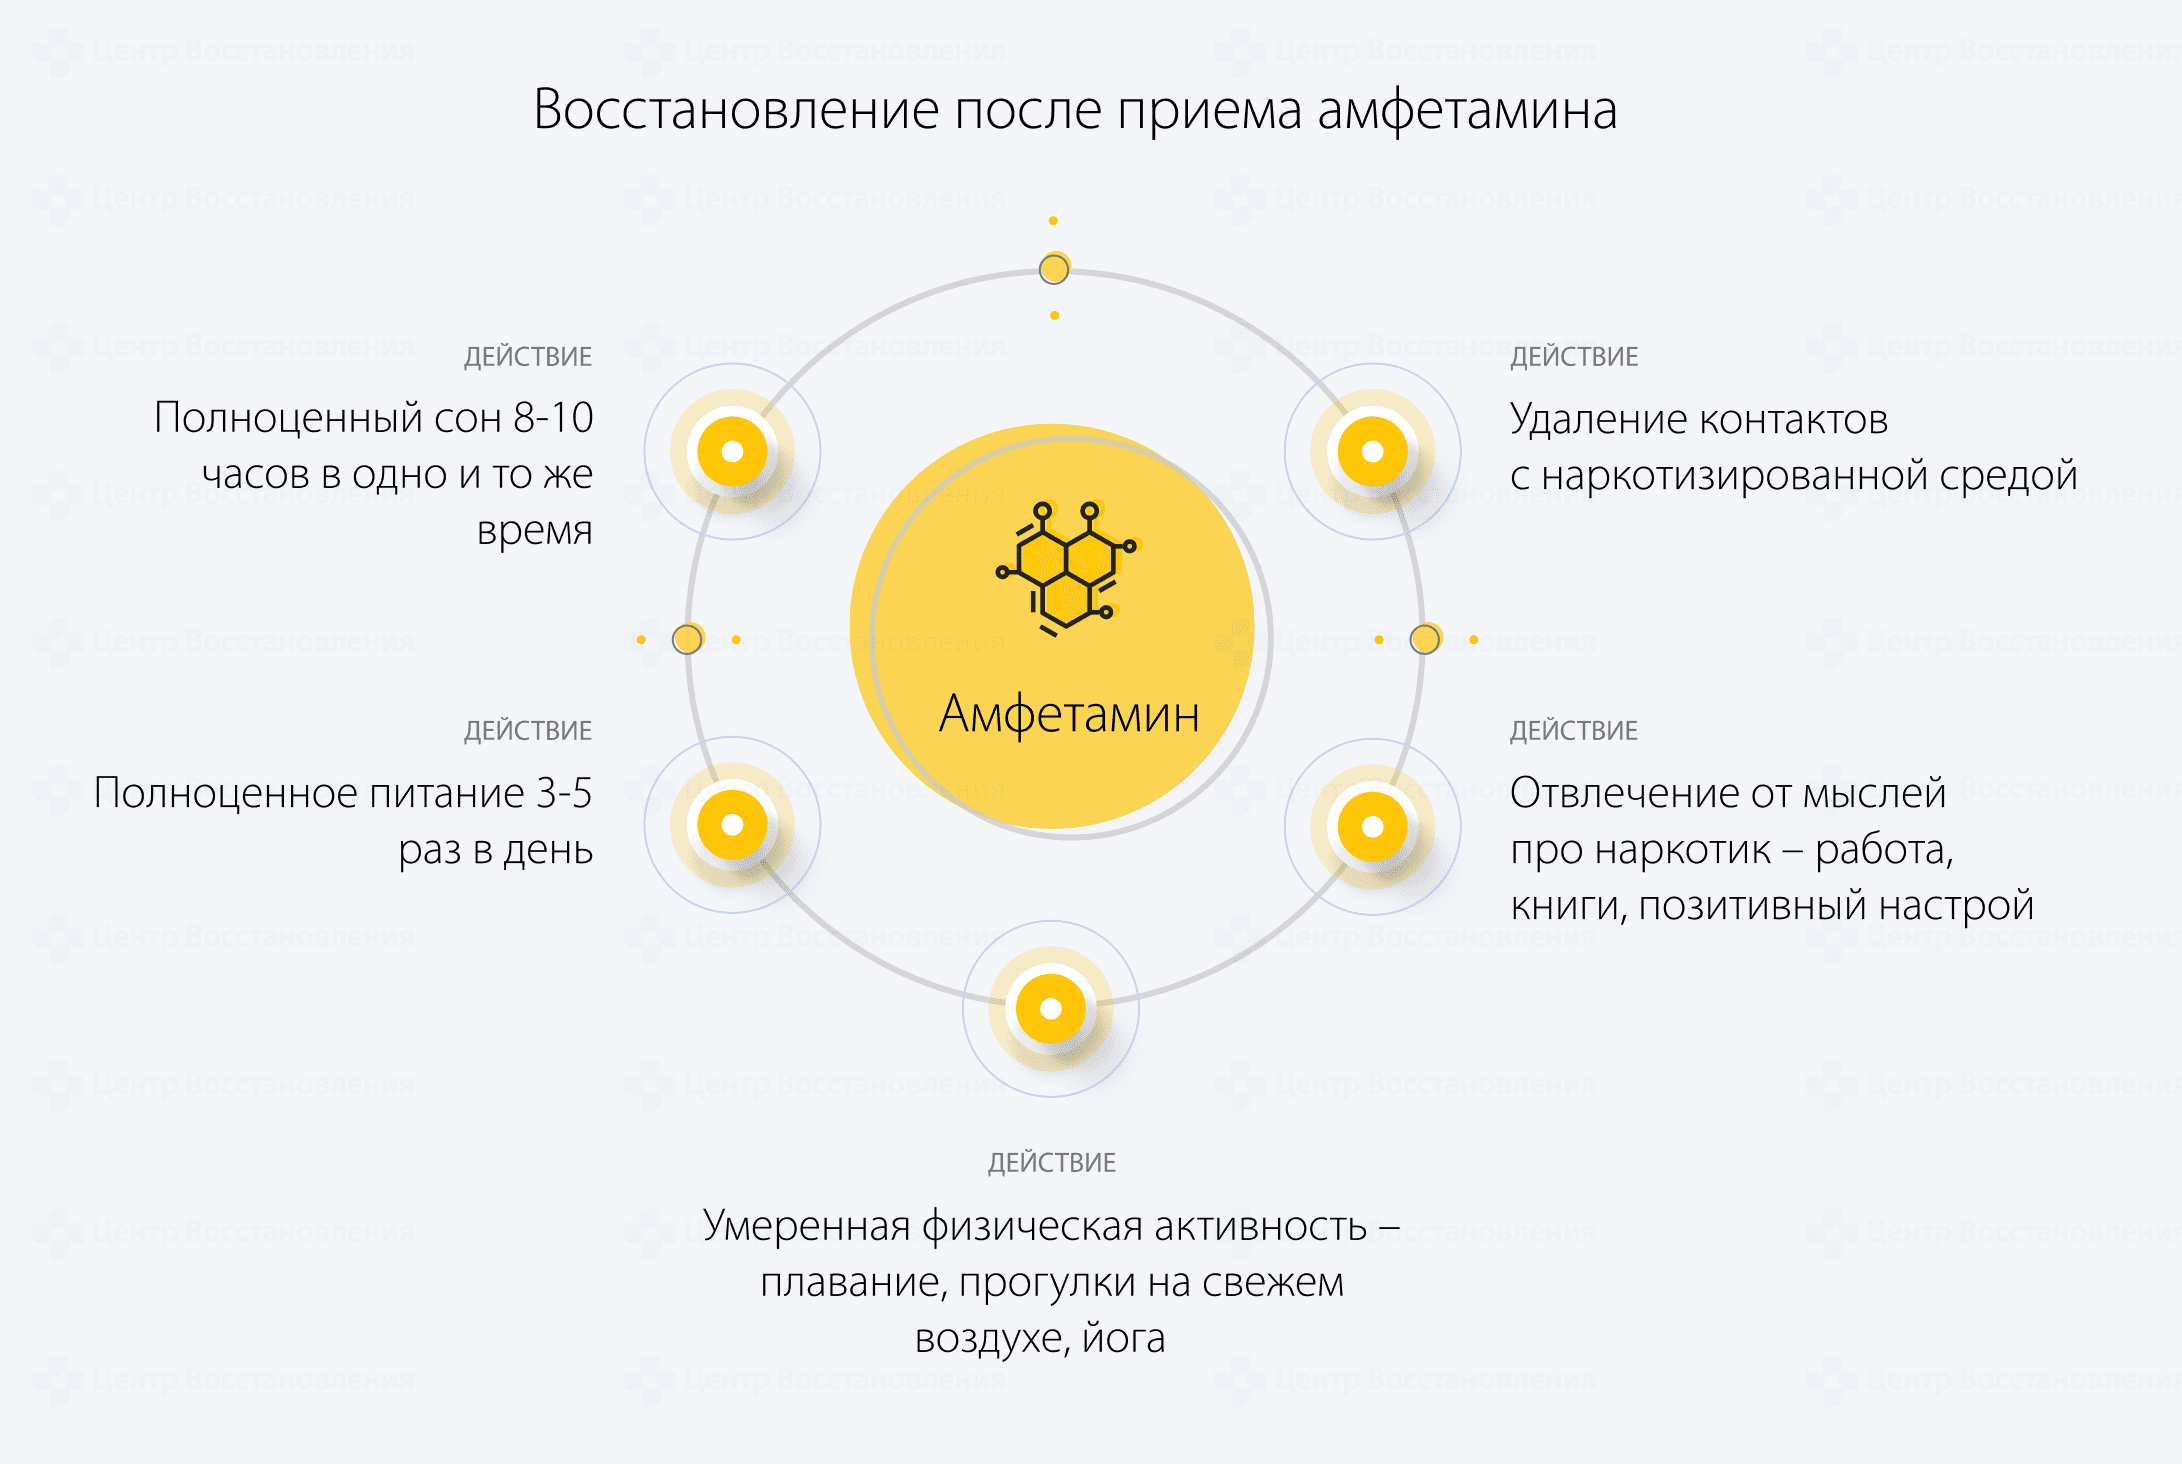 Восстановление после приема амфетамина
ДЕЙСТВИЕ
Полноценный сон 8-10
часов в одно и то же
время
ДЕЙСТВИЕ
Удаление контактов
с наркотизированной средой
Амфетамин
ДЕЙСТВИЕ
Полноценное питание 3-5
раз в день
ДЕЙСТВИЕ
Отвлечение от мыслей
про наркотик – работа,
книги, позитивный настрой
ДЕЙСТВИЕ
Умеренная физическая активность –
плавание, прогулки на свежем
воздухе, йога
Центр Восстановления